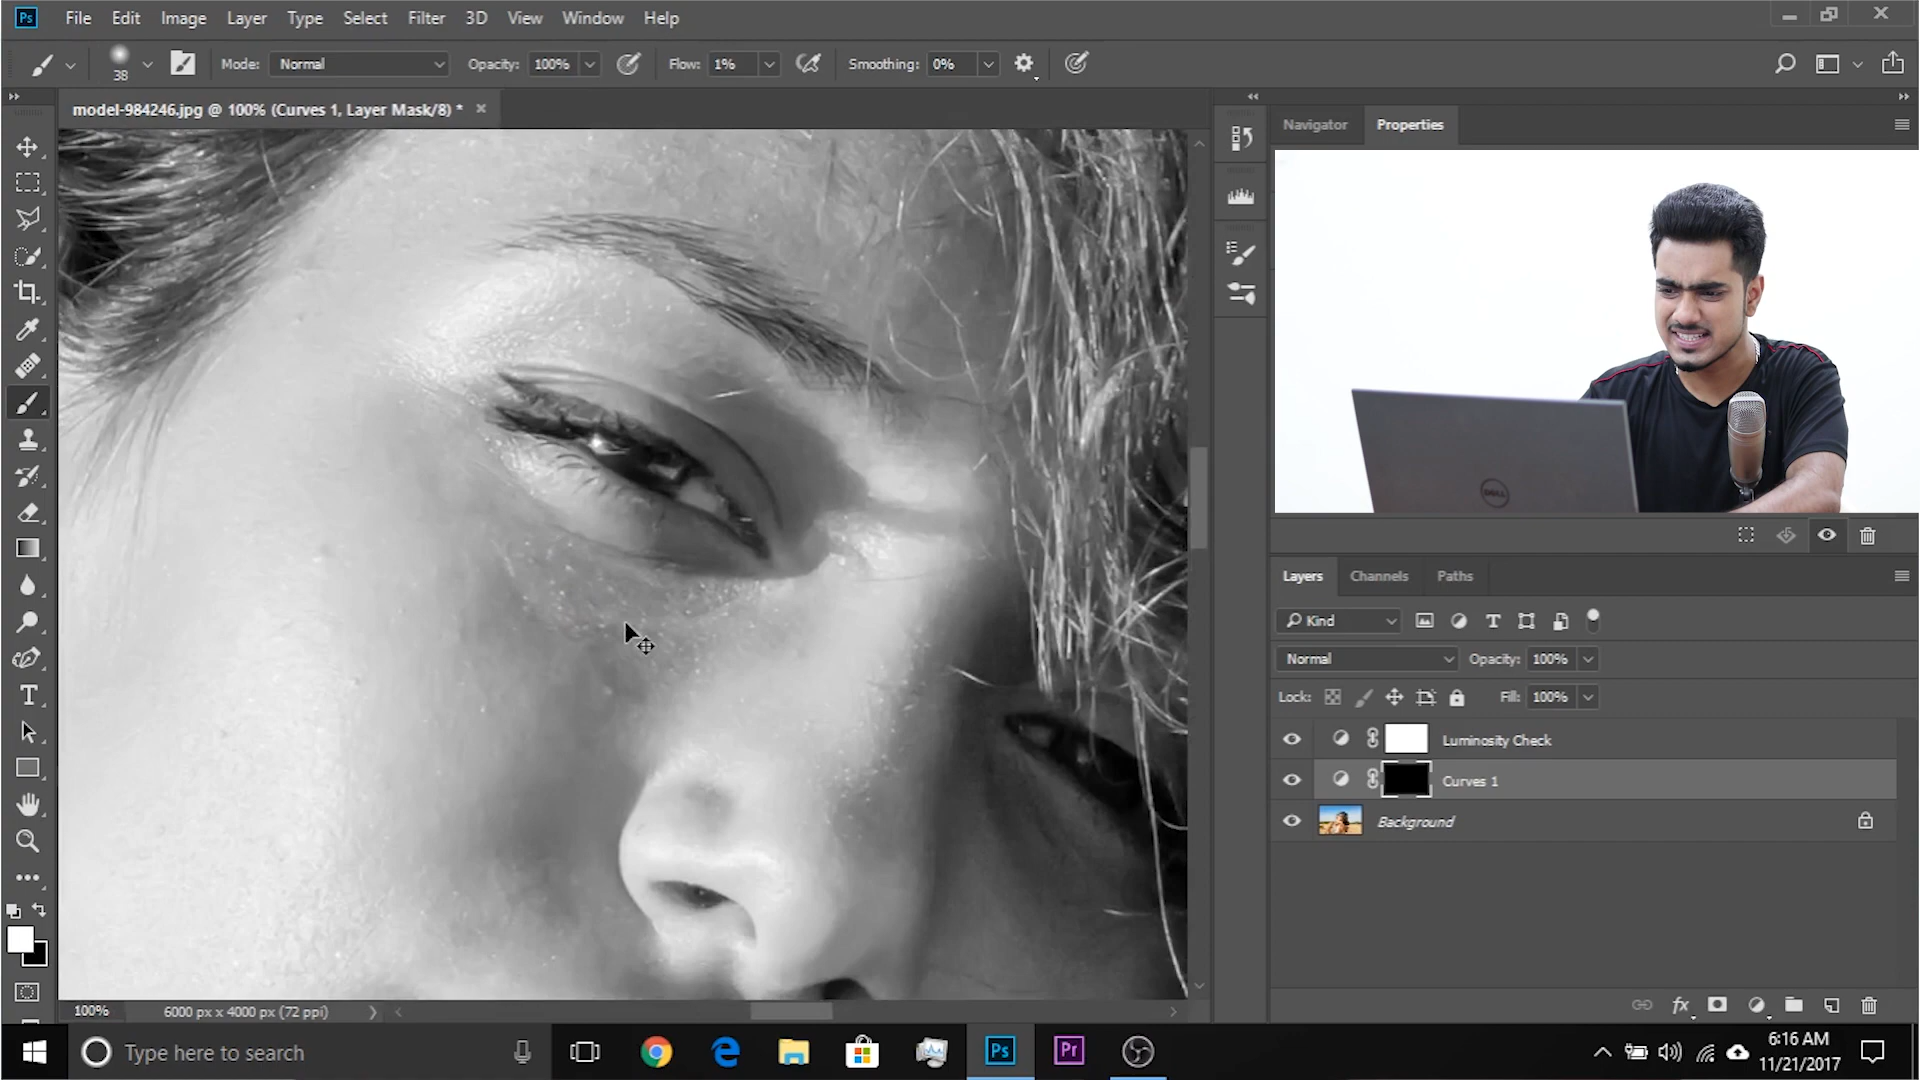 Ps File Edit Image Layer Type Select Filter 3D View Window Help
38 Mode: Normal Opacity: 100% Flow: 1% Smoothing: 0%
model-984246.jpg @ 100% (Curves 1, Layer Mask/8) *
Navigator Properties
DELL
Layers Channels Paths
Kind
Normal Opacity: 100%
Lock: Fill: 100%
Luminosity Check
Curves 1
Background
fx
100% 6000 px x 4000 px (72 ppi)
Type here to search
Ps Pr
6:16 AM
11/21/2017